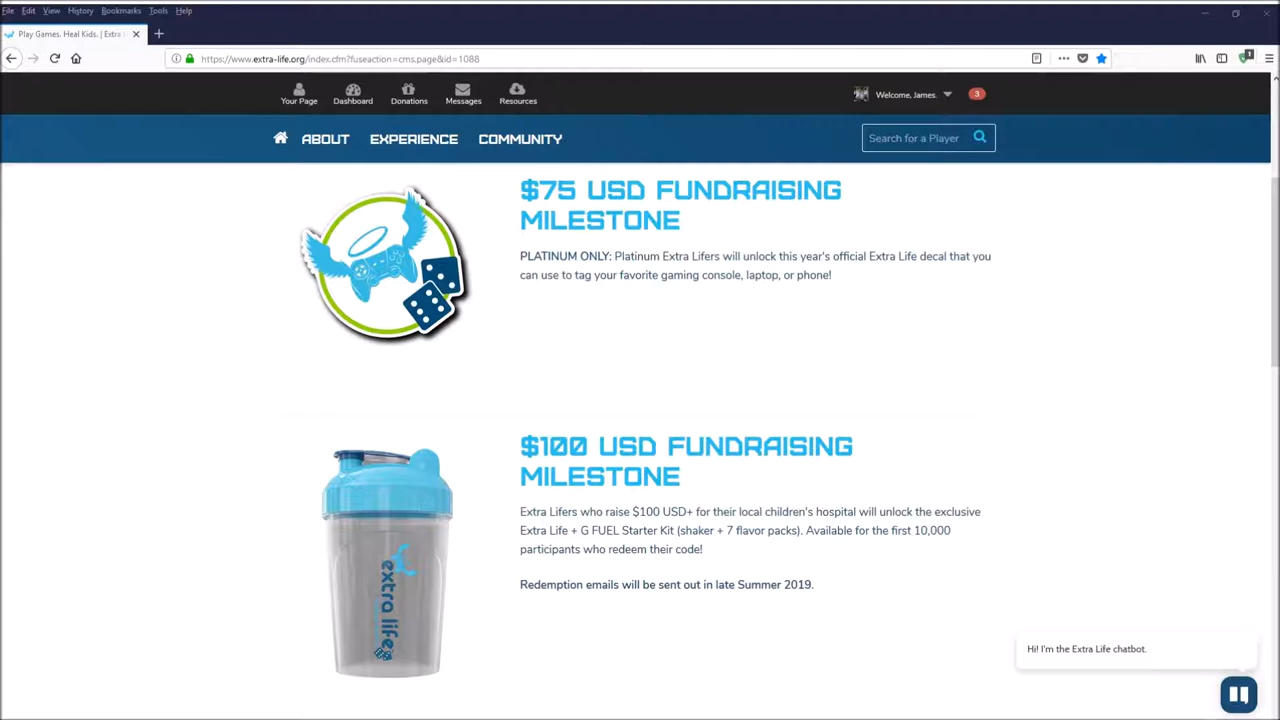 File Edit View History Bookmarks Tools Help
Play Games. Heal Kids. | Extra
https://www.extra-life.org/index.cfm?fuseaction=cms.page&id=1088
1
Your Page Dashboard Donations Messages Resources
Welcome, James. 3
ABOUT EXPERIENCE COMMUNITY
Search for a Player
$75 USD FUNDRAISING
MILESTONE
PLATINUM ONLY: Platinum Extra Lifers will unlock this year's official Extra Life decal that you
can use to tag your favorite gaming console, laptop, or phone!
$100 USD FUNDRAISING
MILESTONE
Extra Lifers who raise $100 USD+ for their local children's hospital will unlock the exclusive
Extra Life + G FUEL Starter Kit (shaker + 7 flavor packs). Available for the first 10,000
participants who redeem their code!
Redemption emails will be sent out in late Summer 2019.
extra life
Hi! I'm the Extra Life chatbot.